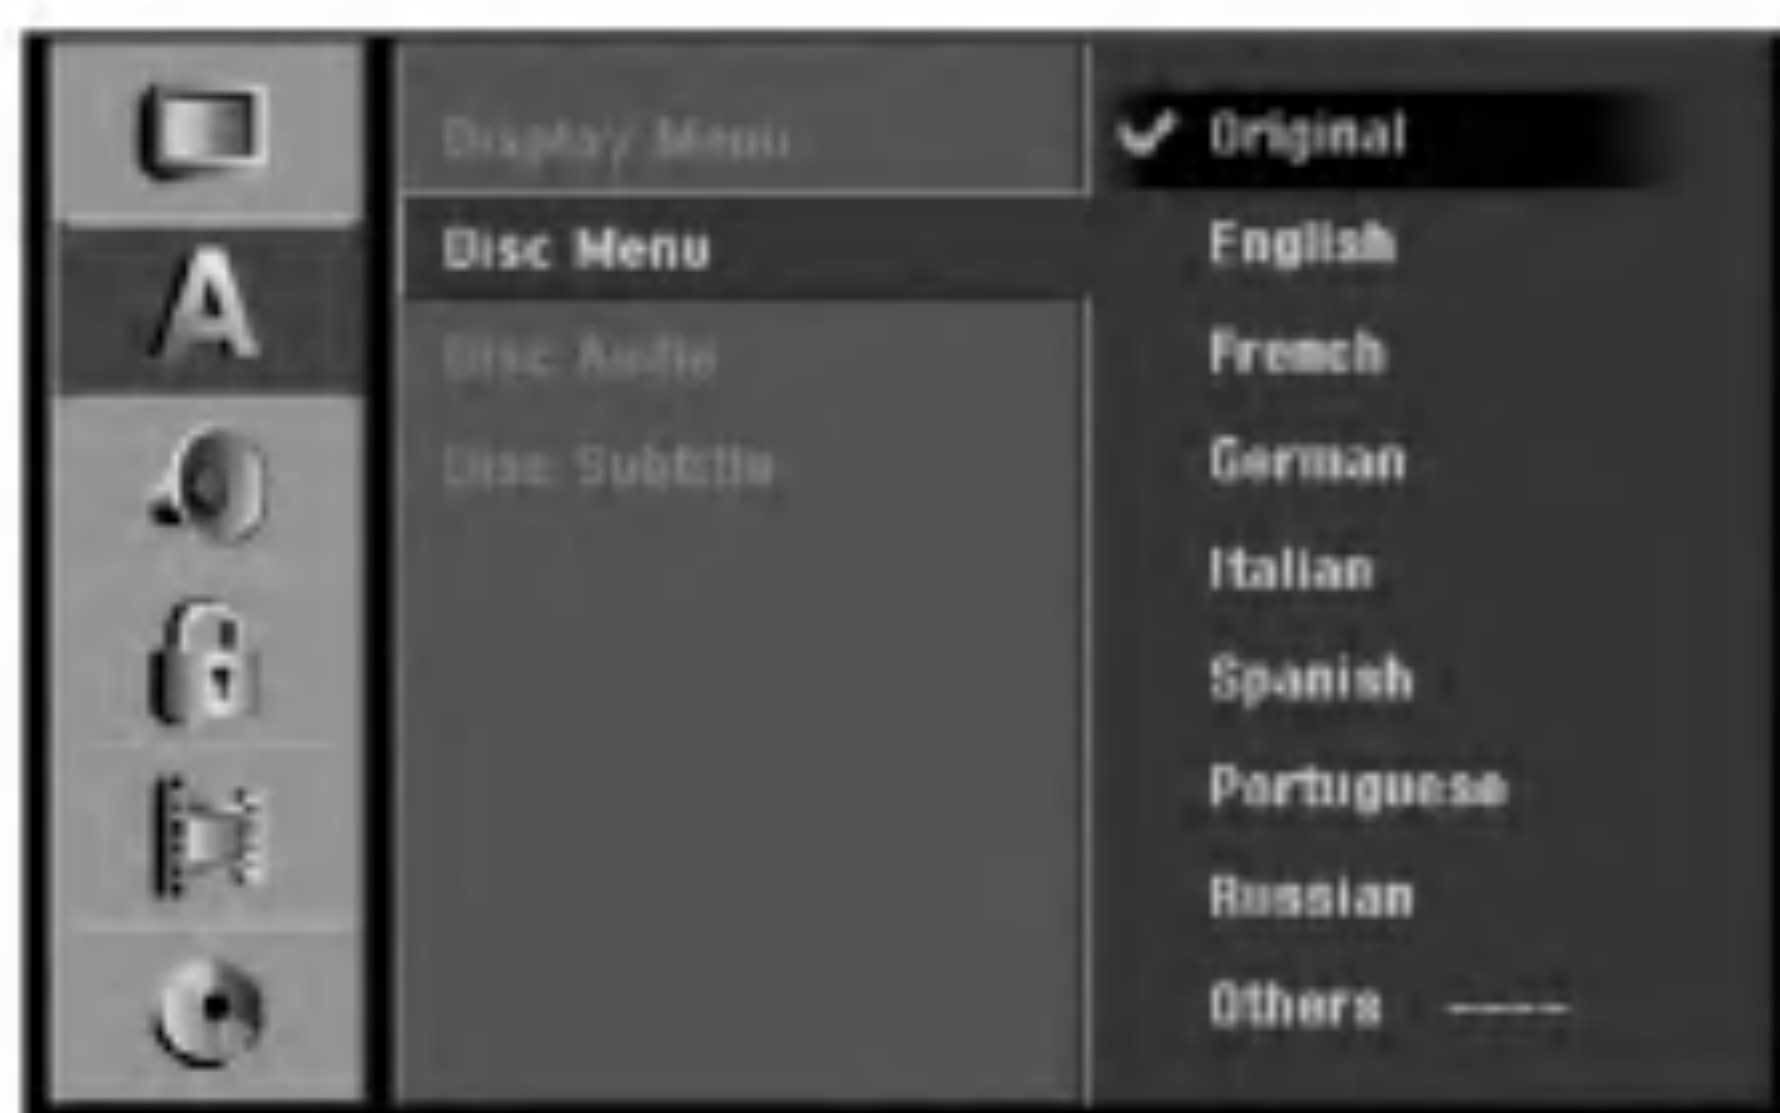 A
Display Menu
Disc Menu
Disc Audio
Disc Subtitle
Original
English
French
German
Italian
Spanish
Portuguese
Russian
Others ----